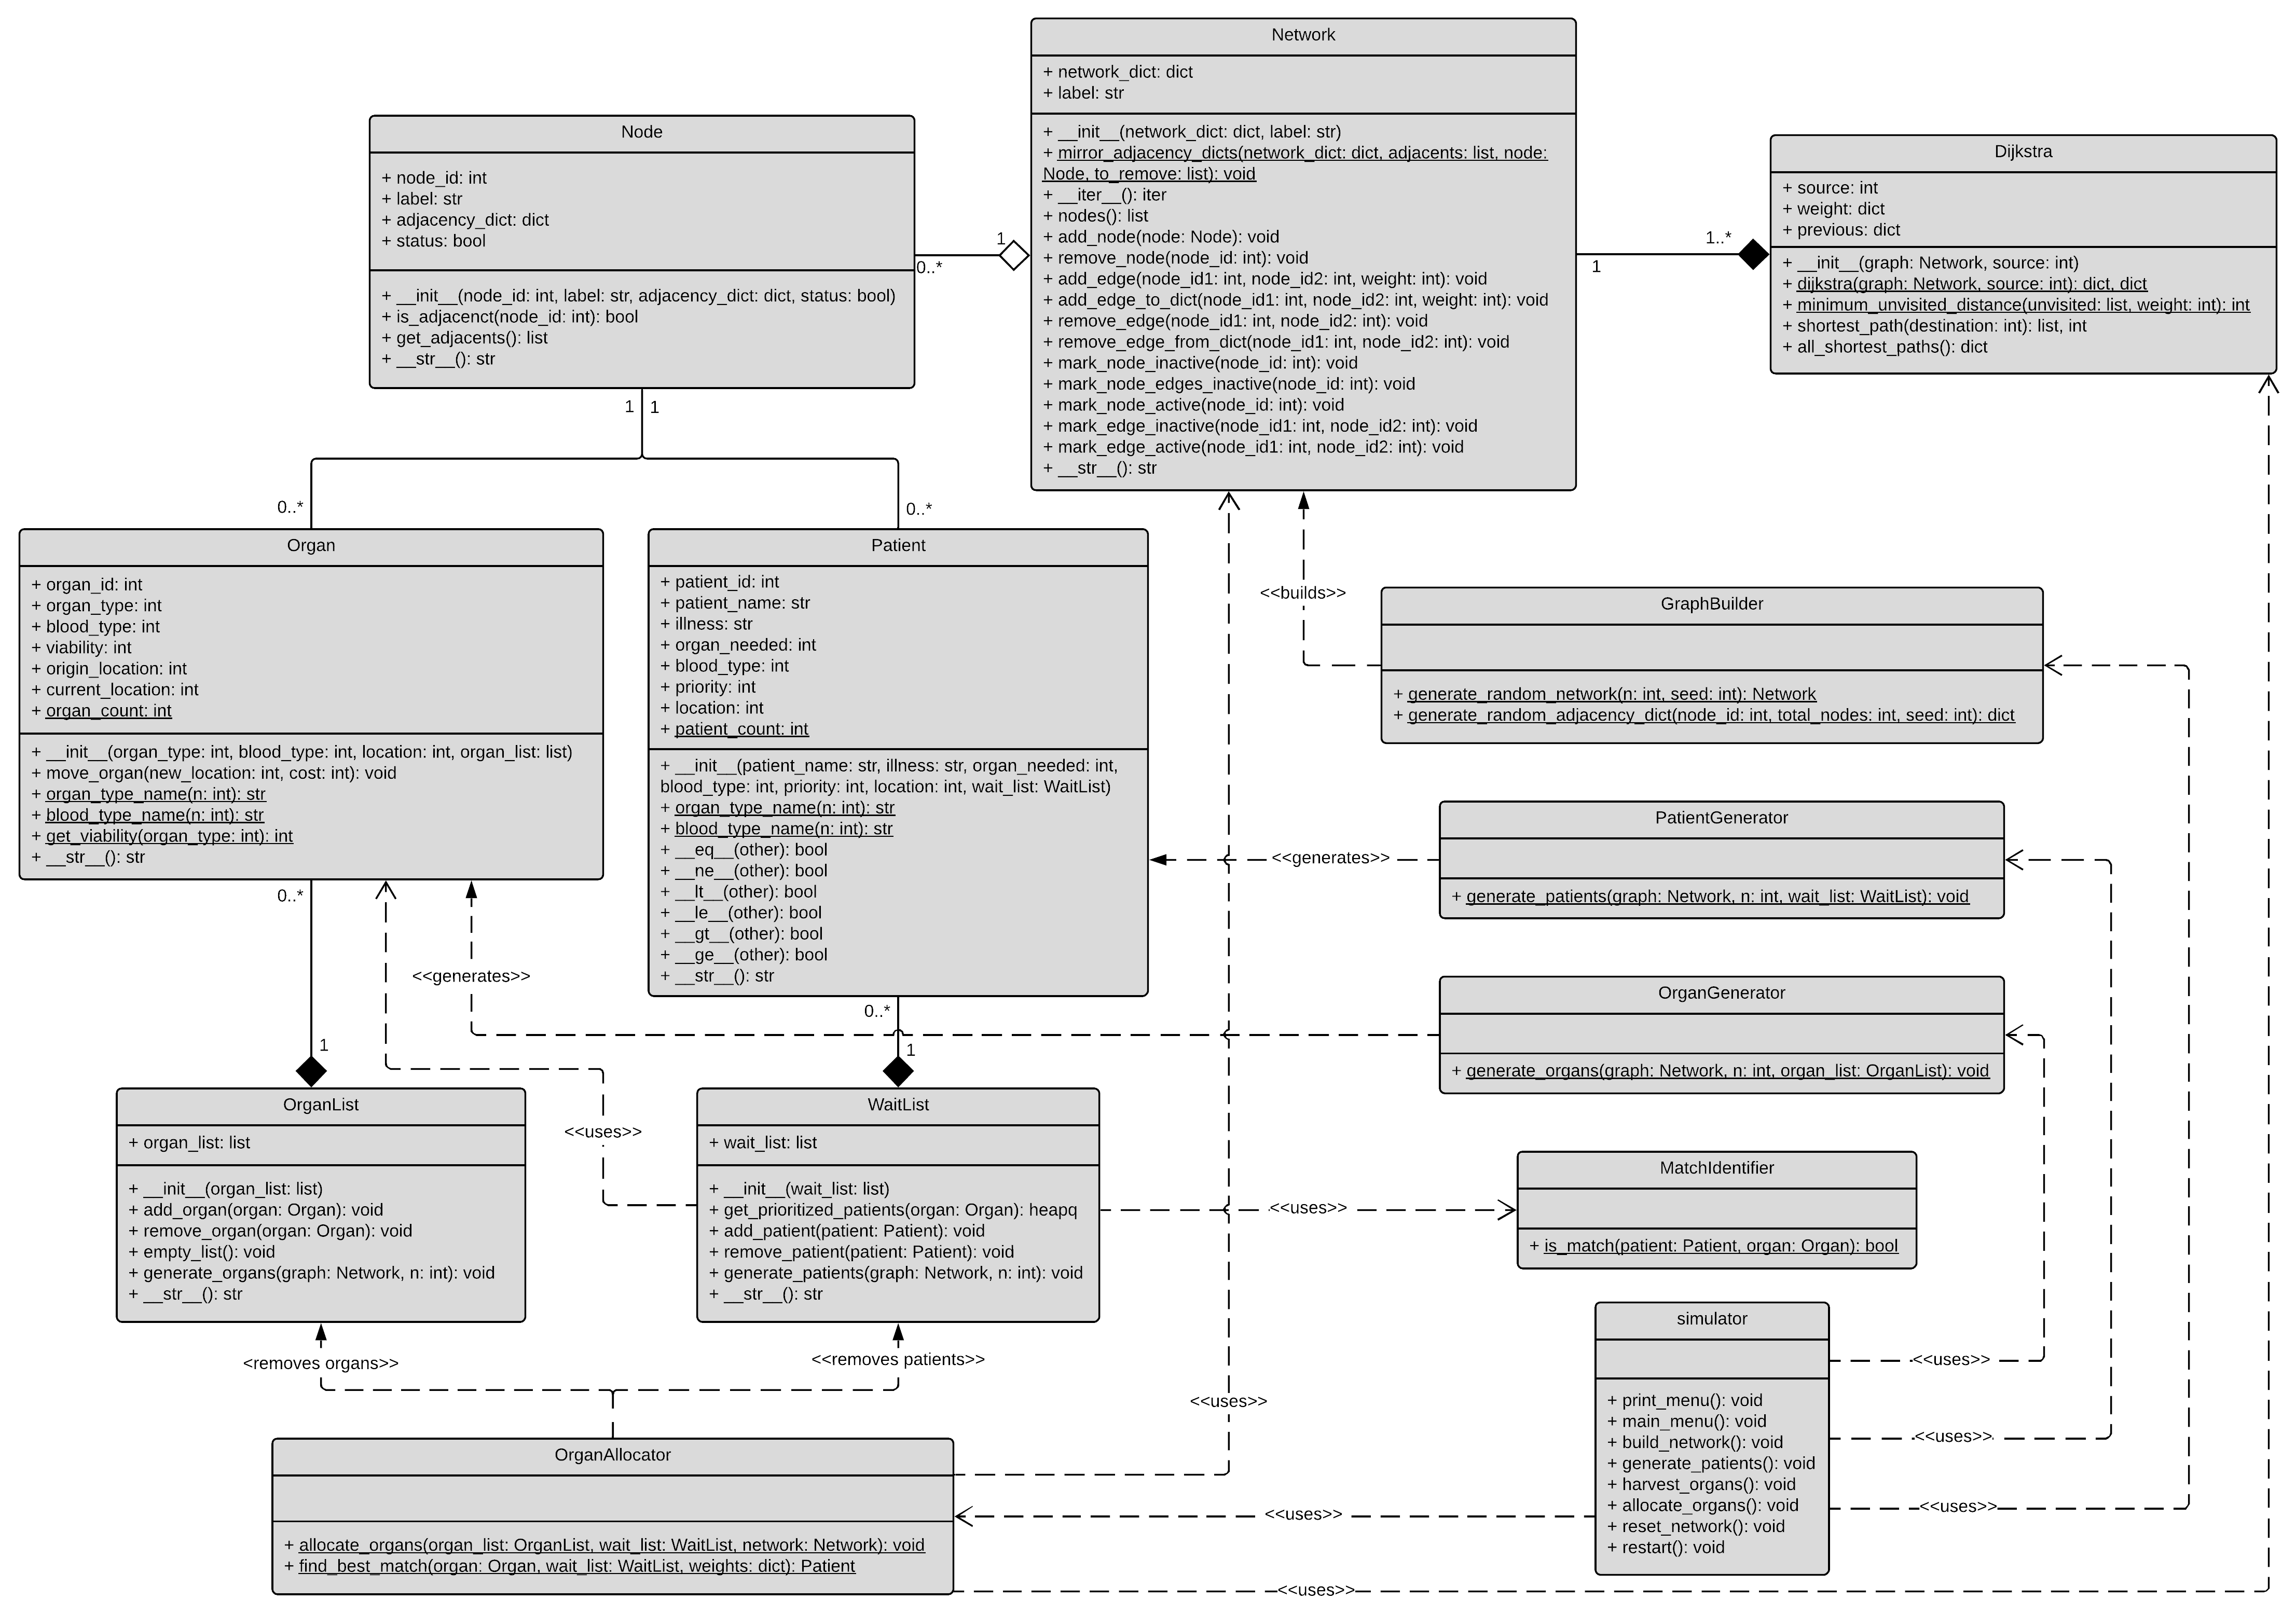 Network
+ network_dict: dict
+ label: str
+ __init__(network_dict: dict, label: str)
+ mirror_adjacency_dicts(network_dict: dict, adjacents: list, node:
Node, to_remove: list): void
+ __iter__(): iter
+ nodes(): list
+ add_node(node: Node): void
+ remove_node(node_id: int): void
+ add_edge(node_id1: int, node_id2: int, weight: int): void
+ add_edge_to_dict(node_id1: int, node_id2: int, weight: int): void
+ remove_edge(node_id1: int, node_id2: int): void
+ remove_edge_from_dict(node_id1: int, node_id2: int): void
+ mark_node_inactive(node_id: int): void
+ mark_node_edges_inactive(node_id: int): void
+ mark_node_active(node_id: int): void
+ mark_edge_inactive(node_id1: int, node_id2: int): void
+ mark_edge_active(node_id1: int, node_id2: int): void
+ __str__(): str
Node
+ node_id: int
+ label: str
+ adjacency_dict: dict
+ status: bool
+ __init__(node_id: int, label: str, adjacency_dict: dict, status: bool)
+ is_adjacenct(node_id: int): bool
+ get_adjacents(): list
+ __str__(): str
1
0..*
Dijkstra
+ source: int
+ weight: dict
+ previous: dict
+ __init__(graph: Network, source: int)
+ dijkstra(graph: Network, source: int): dict, dict
+ minimum_unvisited_distance(unvisited: list, weight: int): int
+ shortest_path(destination: int): list, int
+ all_shortest_paths(): dict
1..*
1
1
1
0..*
0..*
Organ
+ organ_id: int
+ organ_type: int
+ blood_type: int
+ viability: int
+ origin_location: int
+ current_location: int
+ organ_count: int
+ __init__(organ_type: int, blood_type: int, location: int, organ_list: list)
+ move_organ(new_location: int, cost: int): void
+ organ_type_name(n: int): str
+ blood_type_name(n: int): str
+ get_viability(organ_type: int): int
+ __str__(): str
Patient
+ patient_id: int
+ patient_name: str
+ illness: str
+ organ_needed: int
+ blood_type: int
+ priority: int
+ location: int
+ patient_count: int
+ __init__(patient_name: str, illness: str, organ_needed: int,
blood_type: int, priority: int, location: int, wait_list: WaitList)
+ organ_type_name(n: int): str
+ blood_type_name(n: int): str
+ __eq__(other): bool
+ __ne__(other): bool
+ __lt__(other): bool
+ __le__(other): bool
+ __gt__(other): bool
+ __ge__(other): bool
+ __str__(): str
<<builds>>
GraphBuilder
+ generate_random_network(n: int, seed: int): Network
+ generate_random_adjacency_dict(node_id: int, total_nodes: int, seed: int): dict
PatientGenerator
+ generate_patients(graph: Network, n: int, wait_list: WaitList): void
<<generates>>
OrganGenerator
+ generate_organs(graph: Network, n: int, organ_list: OrganList): void
<<generates>>
0..*
1
0..*
1
OrganList
+ organ_list: list
+ __init__(organ_list: list)
+ add_organ(organ: Organ): void
+ remove_organ(organ: Organ): void
+ empty_list(): void
+ generate_organs(graph: Network, n: int): void
+ __str__(): str
<<uses>>
WaitList
+ wait_list: list
+ __init__(wait_list: list)
+ get_prioritized_patients(organ: Organ): heapq
+ add_patient(patient: Patient): void
+ remove_patient(patient: Patient): void
+ generate_patients(graph: Network, n: int): void
+ __str__(): str
<<uses>>
MatchIdentifier
+ is_match(patient: Patient, organ: Organ): bool
simulator
+ print_menu(): void
+ main_menu(): void
+ build_network(): void
+ generate_patients(): void
+ harvest_organs(): void
+ allocate_organs(): void
+ reset_network(): void
+ restart(): void
<<uses>>
<<uses>>
<<uses>>
<removes organs>>
<<removes patients>>
<<uses>>
OrganAllocator
+ allocate_organs(organ_list: OrganList, wait_list: WaitList, network: Network): void
+ find_best_match(organ: Organ, wait_list: WaitList, weights: dict): Patient
<<uses>>
<<uses>>